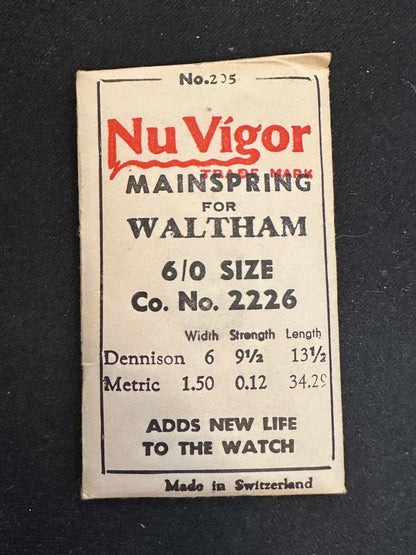 No.205
Nu Vigor
TRADE MARK
MAINSPRING
FOR
WALTHAM
6/0 SIZE
Co. No. 2226
Width Strength Length
Dennison 6 9½ 13½
Metric 1.50 0.12 34.29
ADDS NEW LIFE
TO THE WATCH
Made in Switzerland